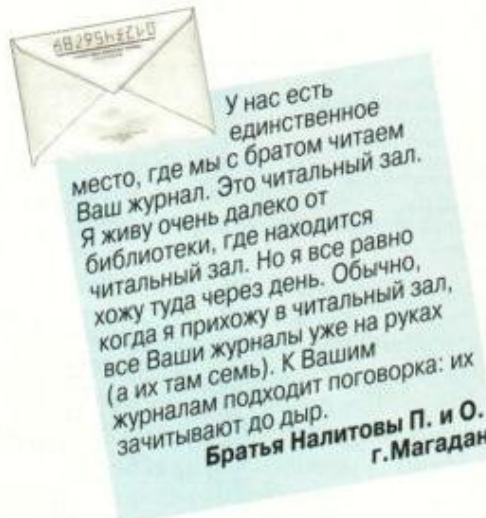 0123456789
У нас есть
единственное
место, где мы с братом читаем
Ваш журнал. Это читальный зал.
Я живу очень далеко от
библиотеки, где находится
читальный зал. Но я все равно
хожу туда через день. Обычно,
когда я прихожу в читальный зал,
все Ваши журналы уже на руках
(а их там семь). К Вашим
журналам подходит поговорка: их
зачитывают до дыр.
Братья Налитовы П. и О.
г.Магадан